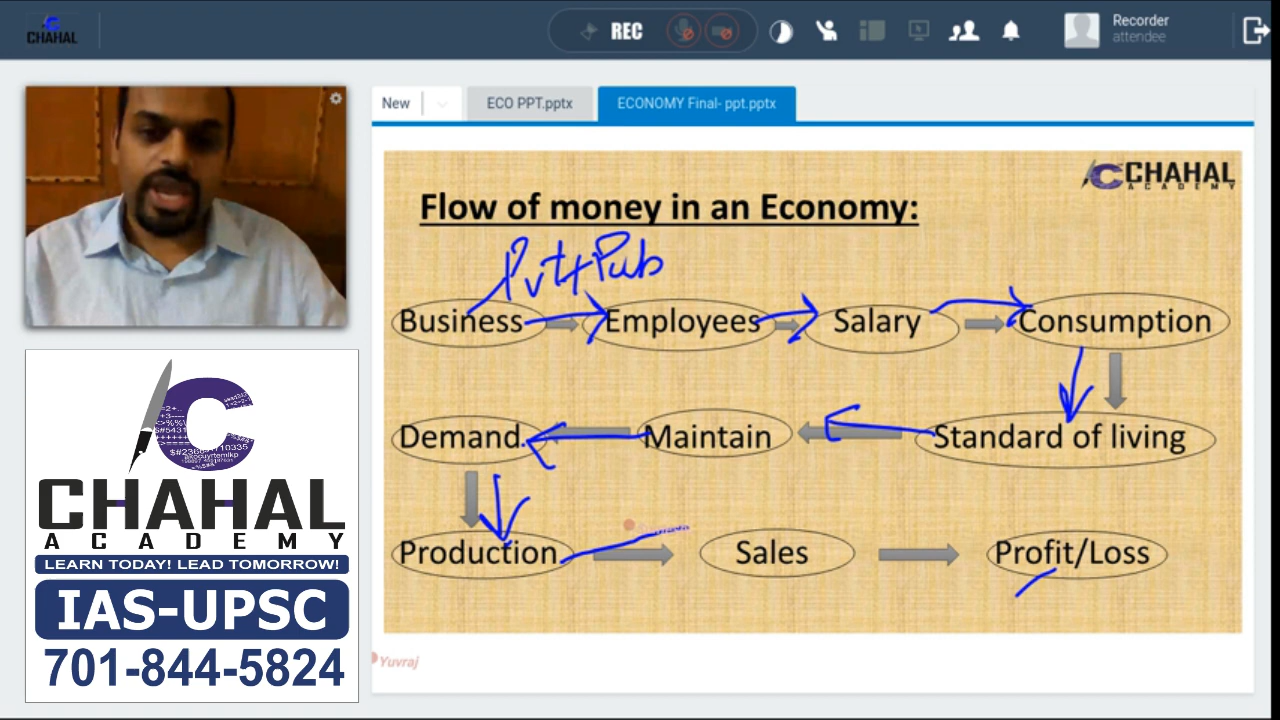 CHAHAL
REC
Recorder
attendee
New
ECO PPT.pptx
ECONOMY Final- ppt.pptx
CHAHAL
ACADEMY
Flow of money in an Economy:
Pvt+Pub
Business Employees Salary Consumption
Demand Maintain Standard of living
Production Sales Profit/Loss
Yuvraj
CHAHAL
ACADEMY
LEARN TODAY! LEAD TOMORROW!
IAS-UPSC
701-844-5824